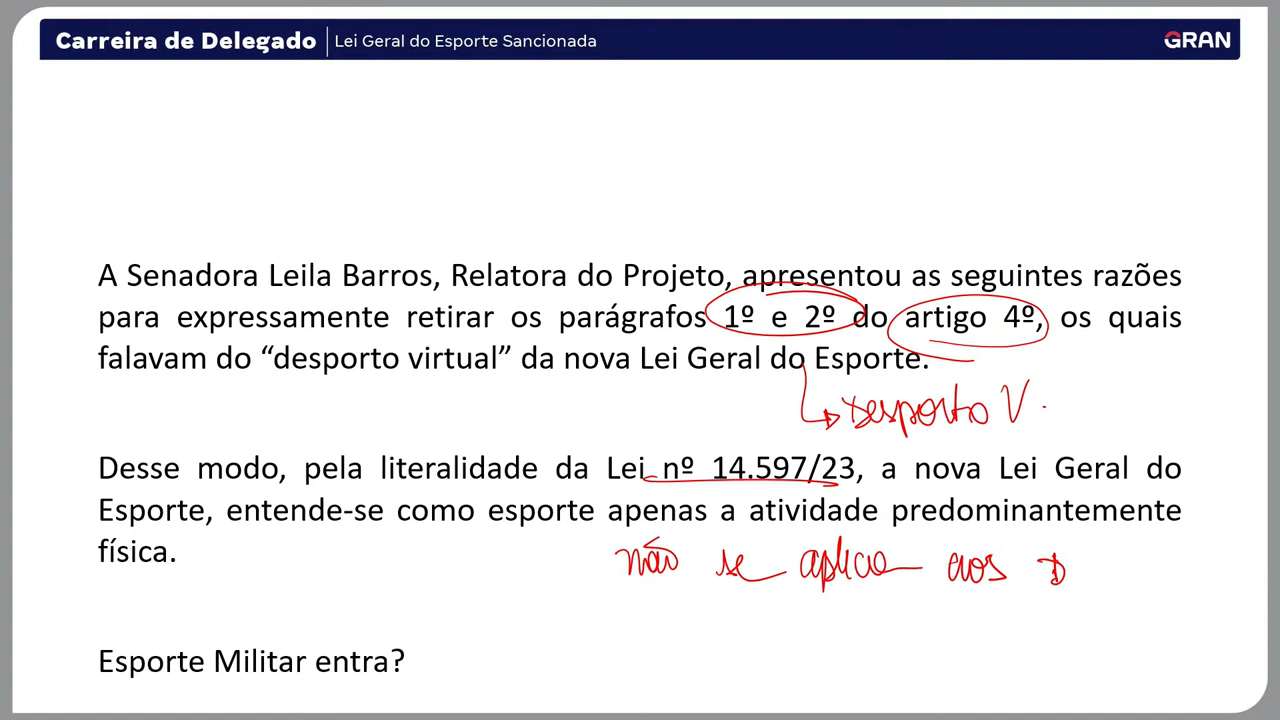 Carreira de Delegado | Lei Geral do Esporte Sancionada GRAN
A Senadora Leila Barros, Relatora do Projeto, apresentou as seguintes razões
para expressamente retirar os parágrafos 1º e 2º do artigo 4º, os quais
falavam do “desporto virtual” da nova Lei Geral do Esporte.
desporto V.
Desse modo, pela literalidade da Lei nº 14.597/23, a nova Lei Geral do
Esporte, entende-se como esporte apenas a atividade predominantemente
física.
não se aplica aos D
Esporte Militar entra?